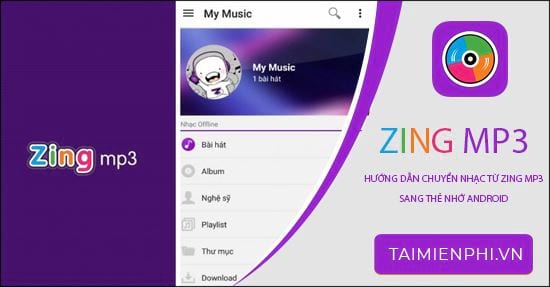 Zing mp3
My Music
My Music
1 bài hát
Nhạc Offline
Bài hát
Album
Nghệ sỹ
Playlist
Thư mục
Download
ZING MP3
HƯỚNG DẪN CHUYỂN NHẠC TỪ ZING MP3
SANG THẺ NHỚ ANDROID
TAIMIENPHI.VN